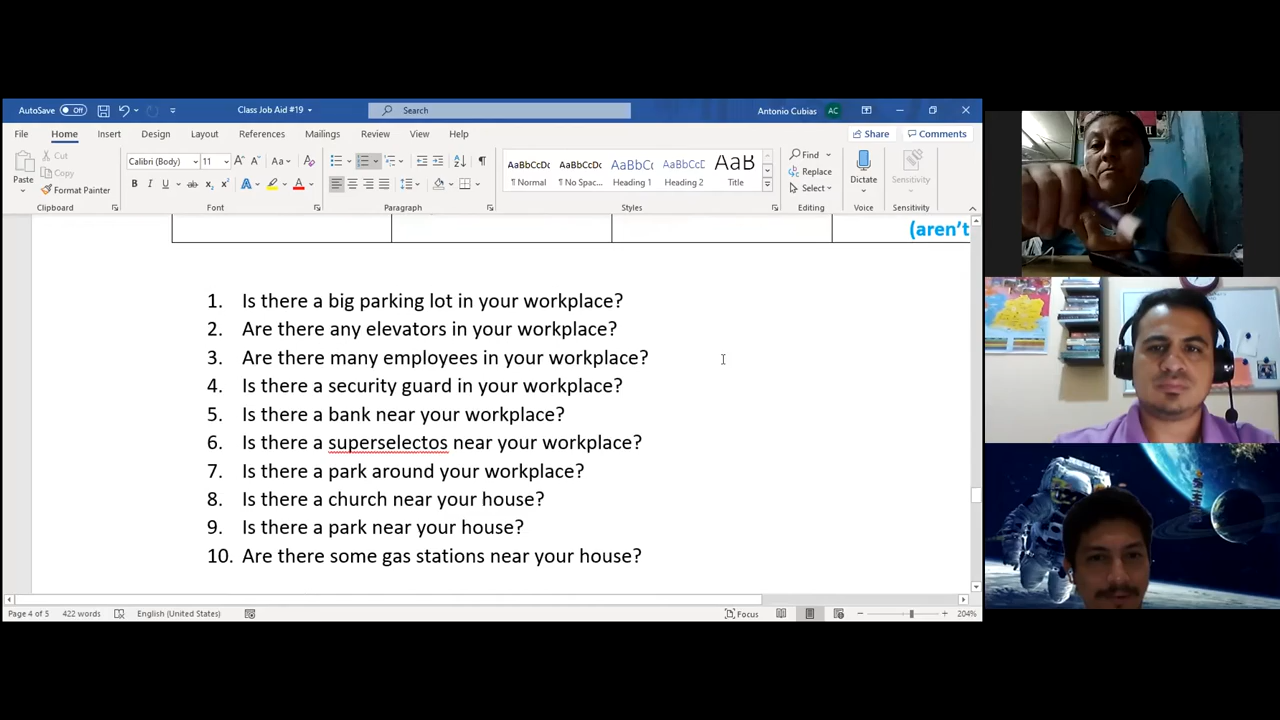 AutoSave Off Class Job Aid #19 Search Antonio Cubias AC
File Home Insert Design Layout References Mailings Review View Help Share Comments
Cut
Copy
Paste Format Painter
Calibri (Body) 11
AaBbCcDc AaBbCcDc AaBbCc AaBbCcC AaB
¶ Normal ¶ No Spac... Heading 1 Heading 2 Title
Find
Replace
Select
Dictate Sensitivity
Clipboard Font Paragraph Styles Editing Voice Sensitivity
(aren't
1. Is there a big parking lot in your workplace?
2. Are there any elevators in your workplace?
3. Are there many employees in your workplace?
4. Is there a security guard in your workplace?
5. Is there a bank near your workplace?
6. Is there a superselectos near your workplace?
7. Is there a park around your workplace?
8. Is there a church near your house?
9. Is there a park near your house?
10. Are there some gas stations near your house?
Page 4 of 5 422 words English (United States) Focus 204%